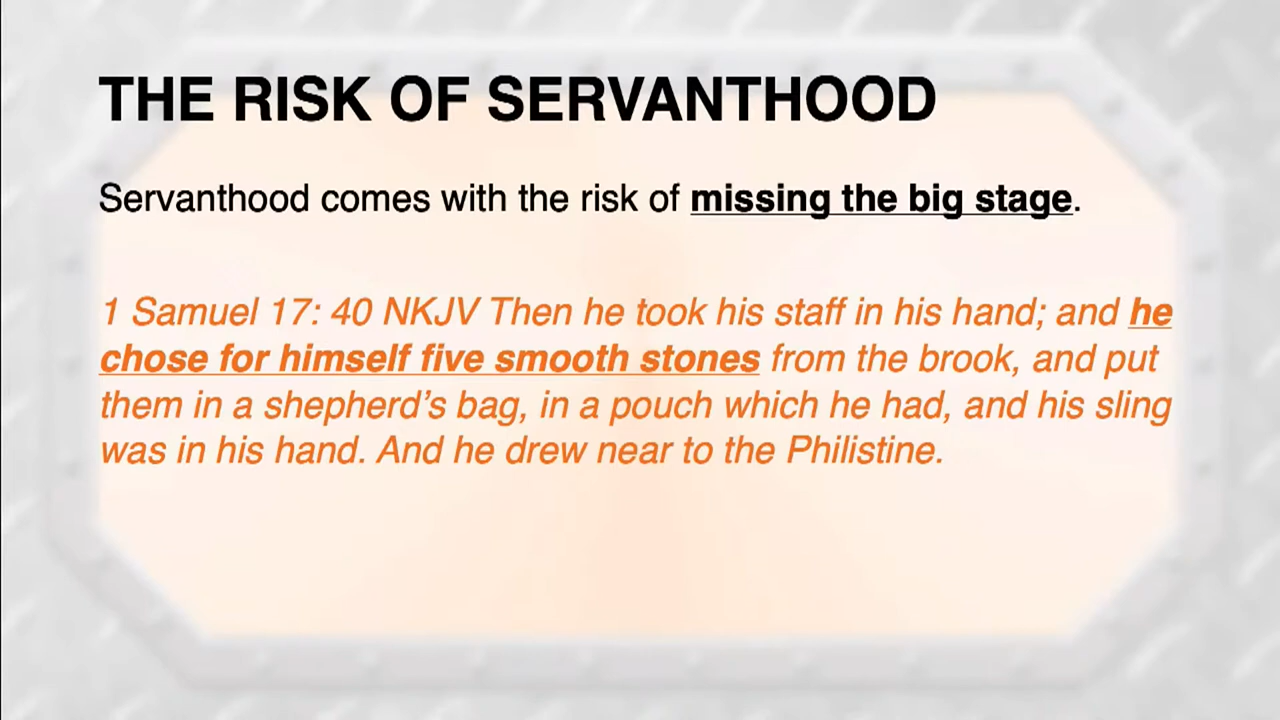 THE RISK OF SERVANTHOOD
Servanthood comes with the risk of missing the big stage.
1 Samuel 17: 40 NKJV Then he took his staff in his hand; and he
chose for himself five smooth stones from the brook, and put
them in a shepherd’s bag, in a pouch which he had, and his sling
was in his hand. And he drew near to the Philistine.